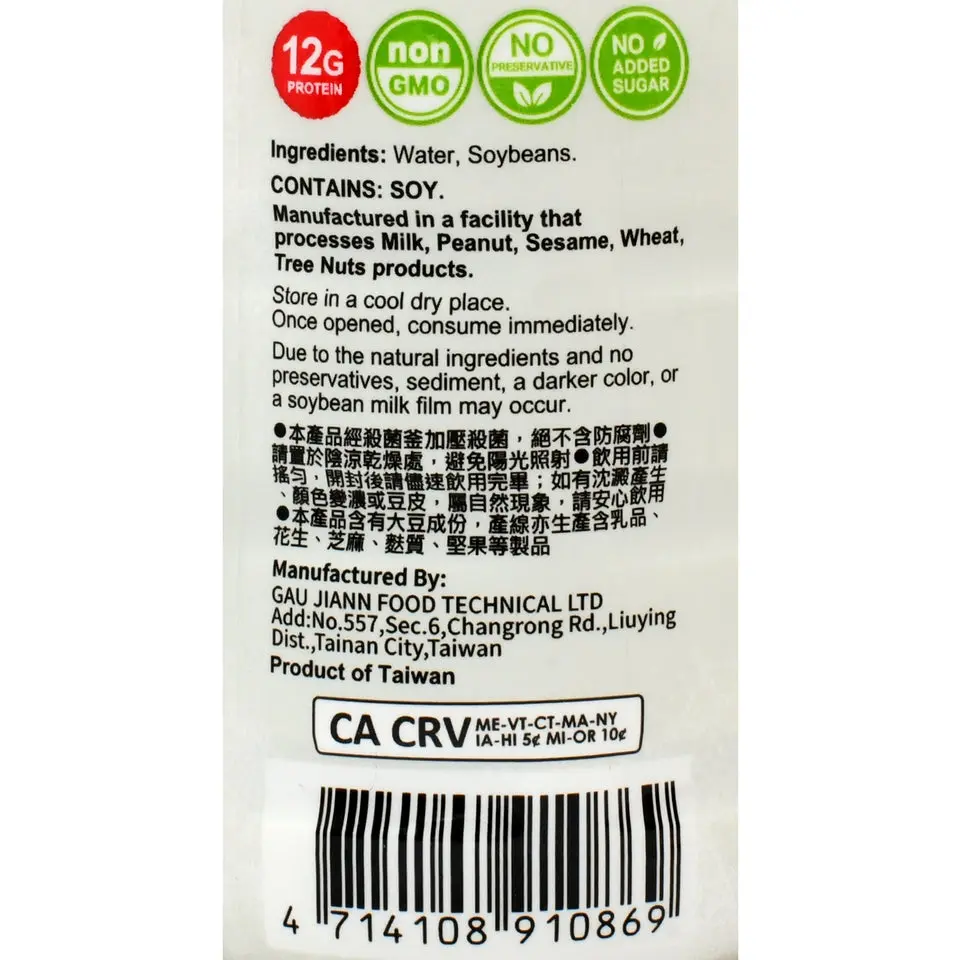 12G
PROTEIN
non
GMO
NO
PRESERVATIVE
NO
ADDED
SUGAR
Ingredients: Water, Soybeans.
CONTAINS: SOY.
Manufactured in a facility that
processes Milk, Peanut, Sesame, Wheat,
Tree Nuts products.
Store in a cool dry place.
Once opened, consume immediately.
Due to the natural ingredients and no
preservatives, sediment, a darker color, or
a soybean milk film may occur.
●本產品經殺菌釜加壓殺菌，絕不含防腐劑●
請置於陰涼乾燥處，避免陽光照射●飲用前請
搖勻，開封後請儘速飲用完畢；如有沈澱產生
、顏色變濃或豆皮，屬自然現象，請安心飲用
●本產品含有大豆成份，產線亦生產含乳品、
花生、芝麻、麩質、堅果等製品
Manufactured By:
GAU JIANN FOOD TECHNICAL LTD
Add:No.557,Sec.6,Changrong Rd.,Liuying
Dist.,Tainan City,Taiwan
Product of Taiwan
CA CRV ME-VT-CT-MA-NY
IA-HI 5¢ MI-OR 10¢
4 714108 910869